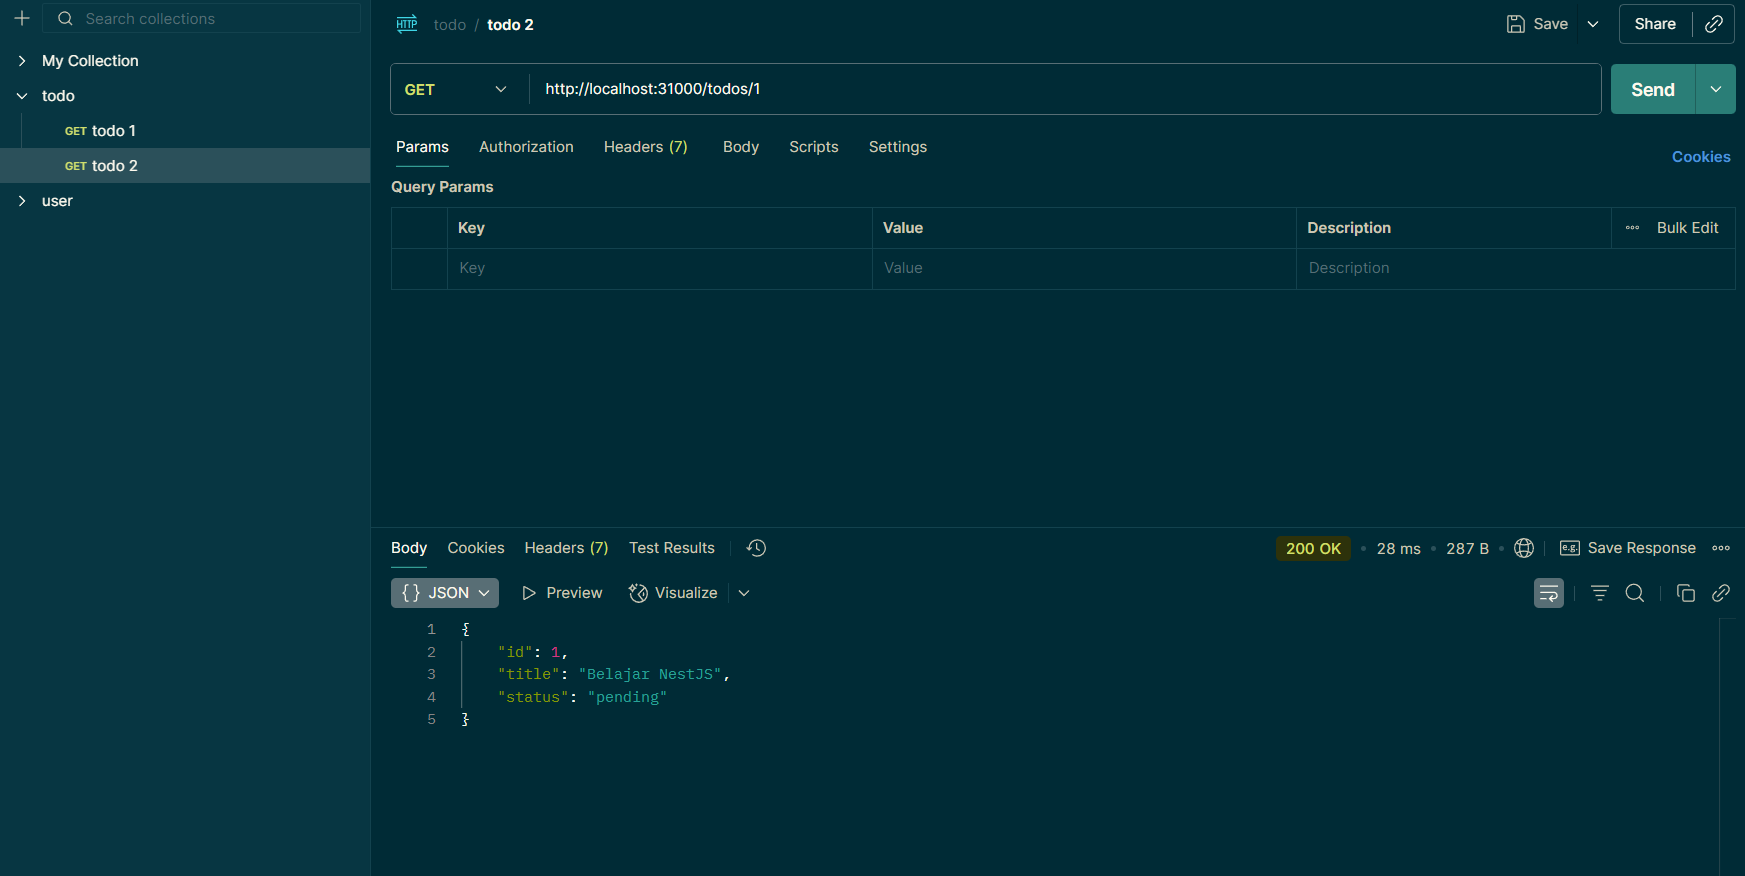 Search collections
My Collection
todo
GET todo 1
GET todo 2
user
HTTP todo / todo 2
Save
Share
GET
http://localhost:31000/todos/1
Send
Params Authorization Headers (7) Body Scripts Settings
Cookies
Query Params
Key Value Description Bulk Edit
Key Value Description
Body Cookies Headers (7) Test Results
200 OK • 28 ms • 287 B • e.g. Save Response
{} JSON Preview Visualize
1 {
2 "id": 1,
3 "title": "Belajar NestJS",
4 "status": "pending"
5 }